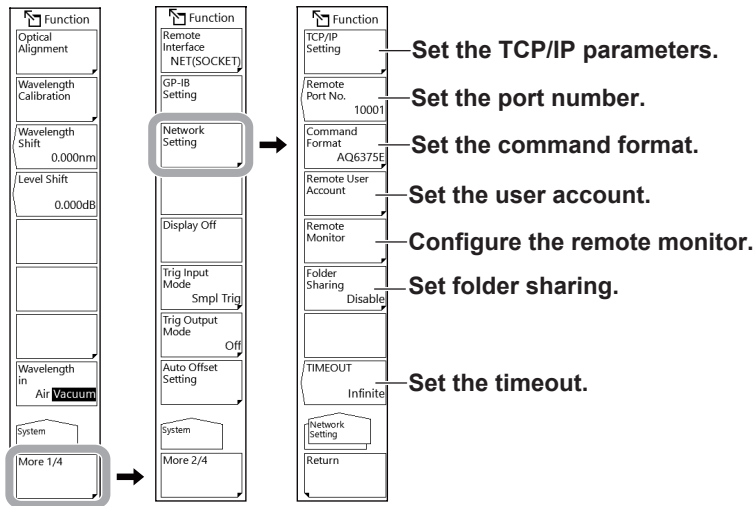 Function
Optical
Alignment
Wavelength
Calibration
Wavelength
Shift
0.000nm
Level Shift
0.000dB
Wavelength
in
Air Vacuum
System
More 1/4
Function
Remote
Interface
NET(SOCKET)
GP-IB
Setting
Network
Setting
Display Off
Trig Input
Mode
Smpl Trig
Trig Output
Mode
Off
Auto Offset
Setting
System
More 2/4
Function
TCP/IP
Setting
Set the TCP/IP parameters.
Remote
Port No.
10001
Set the port number.
Command
Format
AQ6375E
Set the command format.
Remote User
Account
Set the user account.
Remote
Monitor
Configure the remote monitor.
Folder
Sharing
Disable
Set folder sharing.
TIMEOUT
Infinite
Set the timeout.
Network
Setting
Return